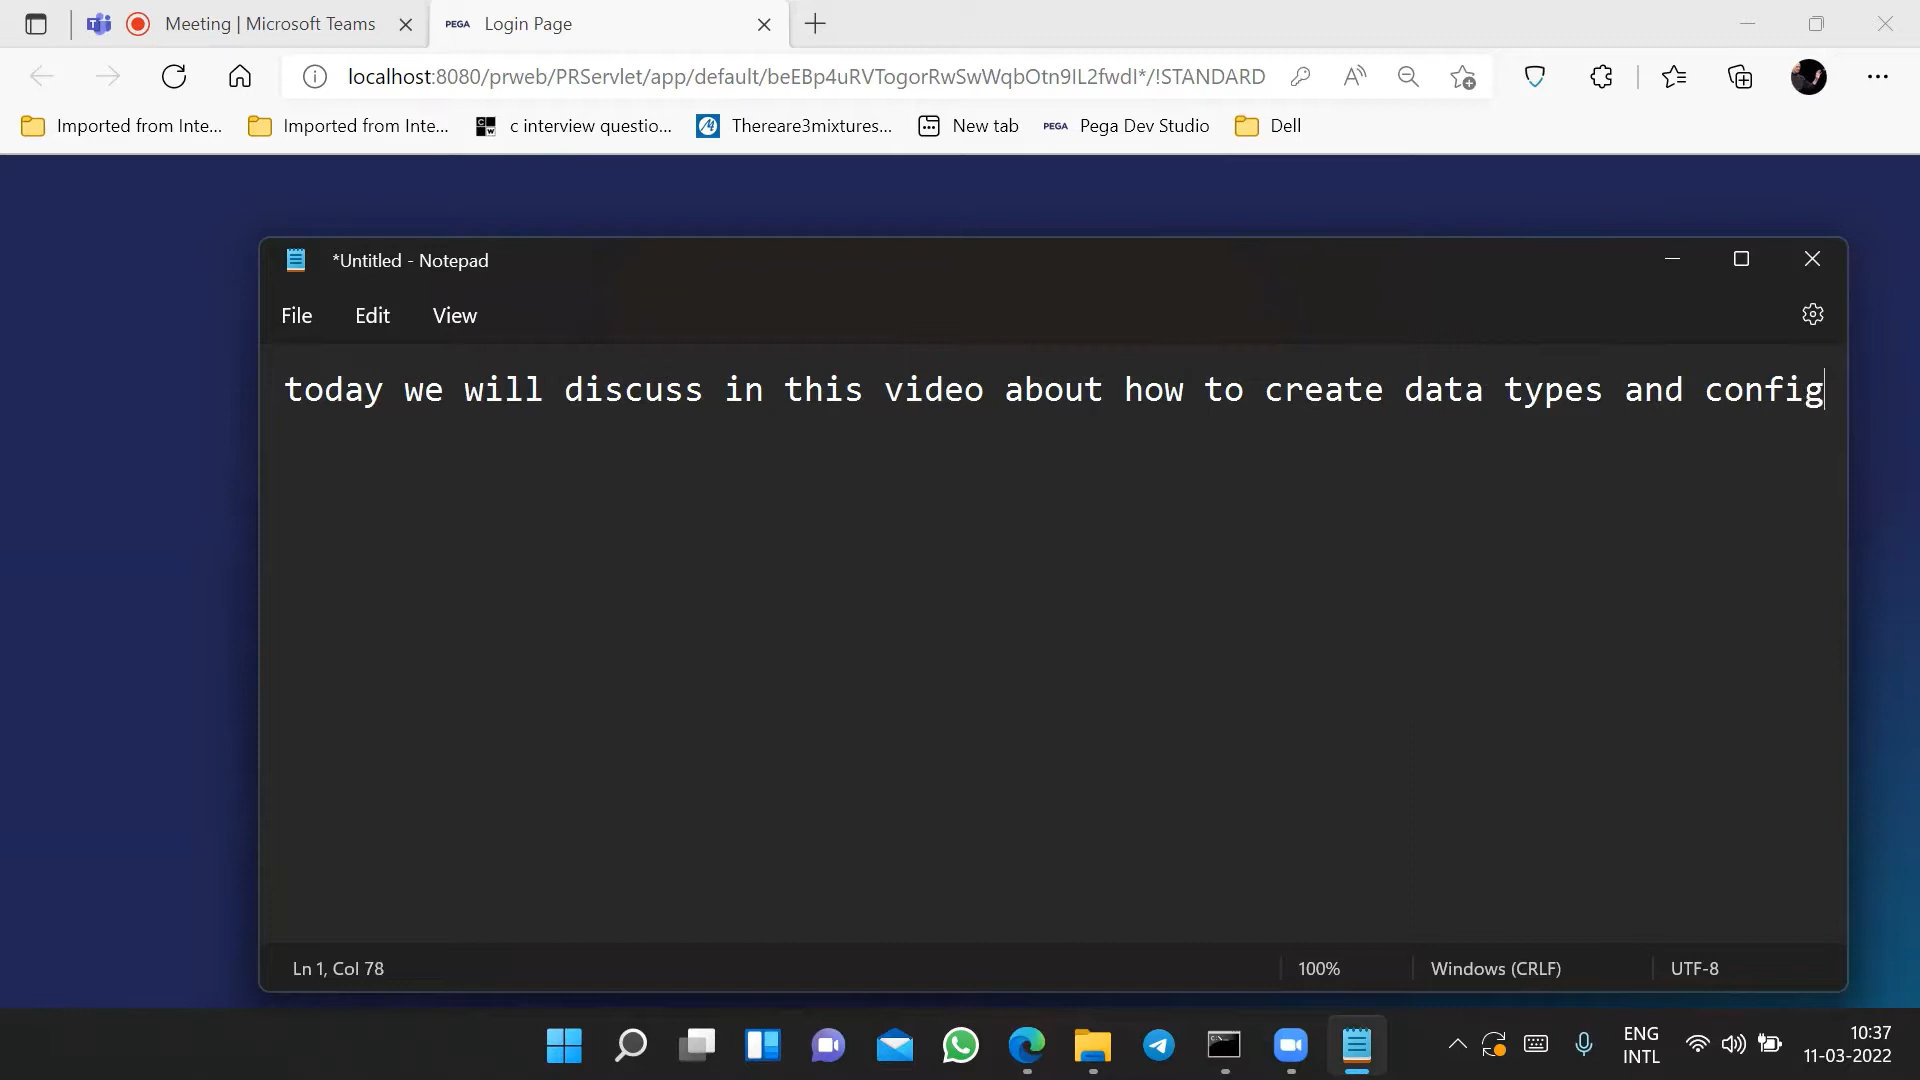 Meeting | Microsoft Teams
PEGA Login Page
localhost:8080/prweb/PRServlet/app/default/beEBp4uRVTogorRwSwWqbOtn9IL2fwdI*/!STANDARD
Imported from Inte...
Imported from Inte...
c interview questio...
Thereare3mixtures...
New tab
PEGA Pega Dev Studio
Dell
*Untitled - Notepad
File Edit View
today we will discuss in this video about how to create data types and config
Ln 1, Col 78
100%
Windows (CRLF)
UTF-8
ENG
INTL
10:37
11-03-2022